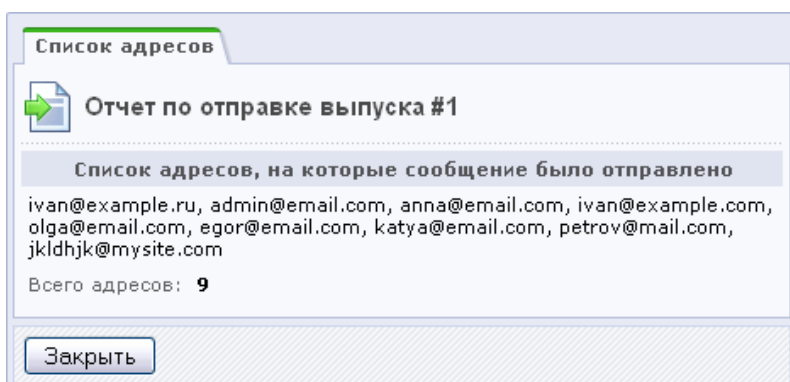 Список адресов
Отчет по отправке выпуска #1
Список адресов, на которые сообщение было отправлено
ivan@example.ru, admin@email.com, anna@email.com, ivan@example.com,
olga@email.com, egor@email.com, katya@email.com, petrov@mail.com,
jkldhjk@mysite.com
Всего адресов: 9
Закрыть